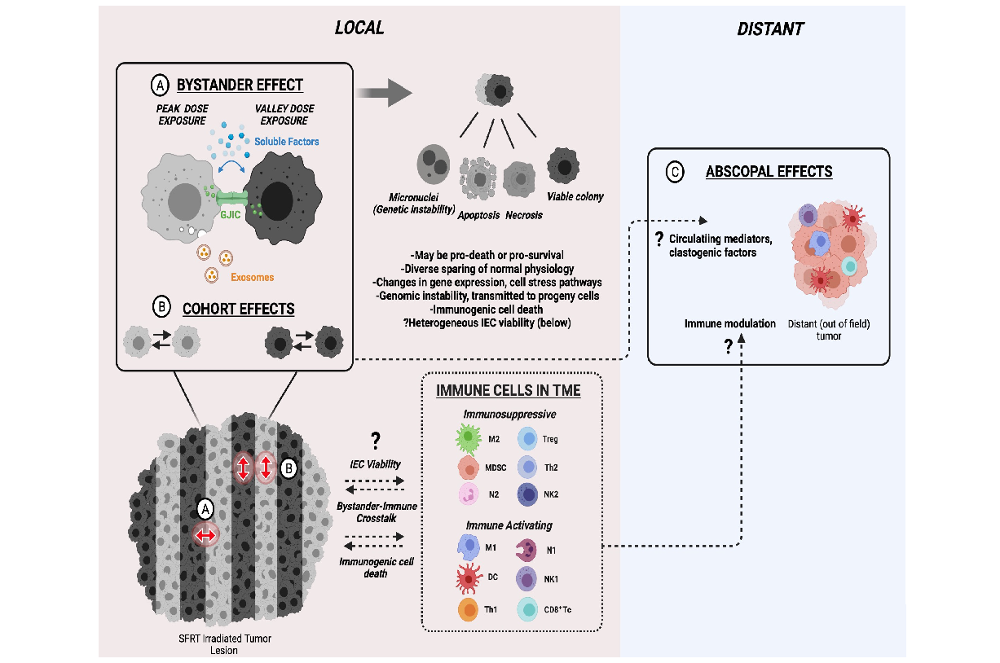 LOCAL
DISTANT
A BYSTANDER EFFECT
PEAK DOSE
EXPOSURE
VALLEY DOSE
EXPOSURE
Soluble Factors
GJIC
Exosomes
B COHORT EFFECTS
Micronuclei
(Genetic Instability)
Apoptosis
Necrosis
Viable colony
-May be pro-death or pro-survival
-Diverse sparing of normal physiology
-Changes in gene expression, cell stress pathways
-Genomic instability, transmitted to progeny cells
-Immunogenic cell death
?Heterogeneous IEC viability (below)
C ABSCOPAL EFFECTS
? Circulatiing mediators,
clastogenic factors
Immune modulation
?
Distant (out of field)
tumor
A
B
SFRT Irradiated Tumor
Lesion
?
IEC Viability
Bystander-Immune
Crosstalk
Immunogenic cell
death
IMMUNE CELLS IN TME
Immunosuppressive
M2
Treg
MDSC
Th2
N2
NK2
Immune Activating
M1
N1
DC
NK1
Th1
CD8⁺Tc